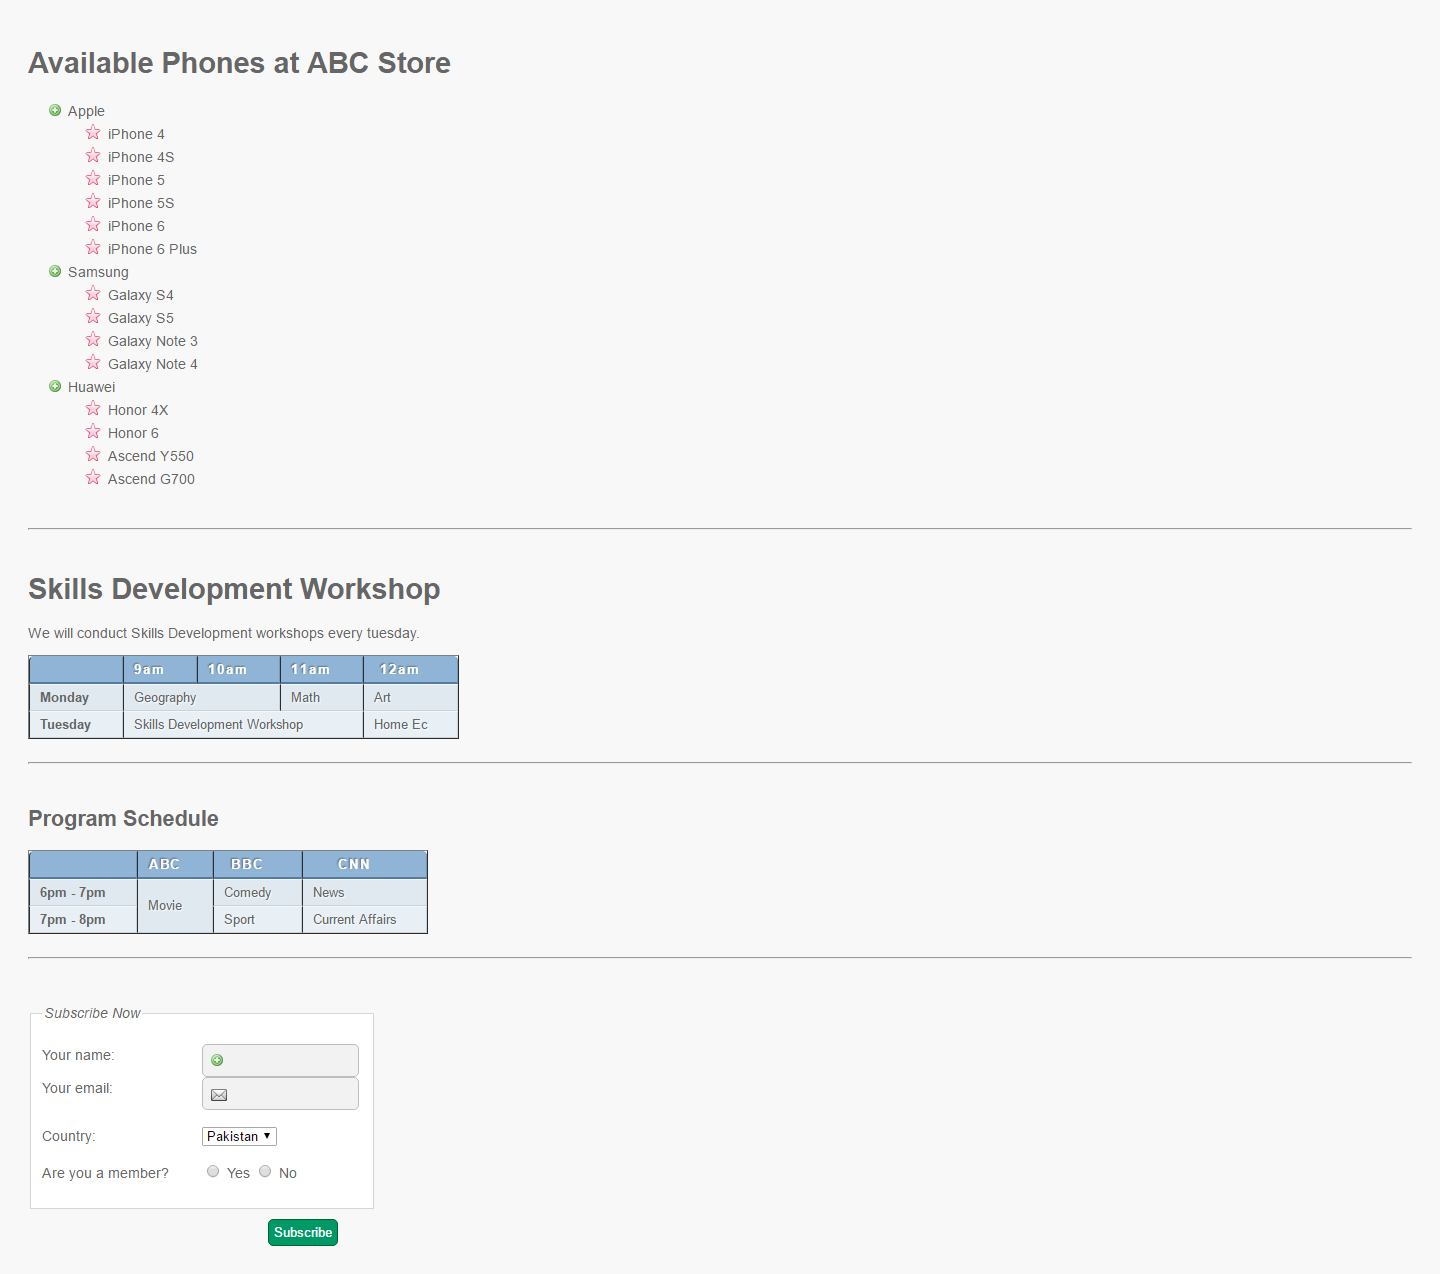 Available Phones at ABC Store
Apple
iPhone 4
iPhone 4S
iPhone 5
iPhone 5S
iPhone 6
iPhone 6 Plus
Samsung
Galaxy S4
Galaxy S5
Galaxy Note 3
Galaxy Note 4
Huawei
Honor 4X
Honor 6
Ascend Y550
Ascend G700
Skills Development Workshop
We will conduct Skills Development workshops every tuesday.
9am 10am 11am 12am
Monday Geography Math Art
Tuesday Skills Development Workshop Home Ec
Program Schedule
ABC BBC CNN
6pm - 7pm Movie Comedy News
7pm - 8pm Sport Current Affairs
Subscribe Now
Your name:
Your email:
Country: Pakistan
Are you a member? Yes No
Subscribe